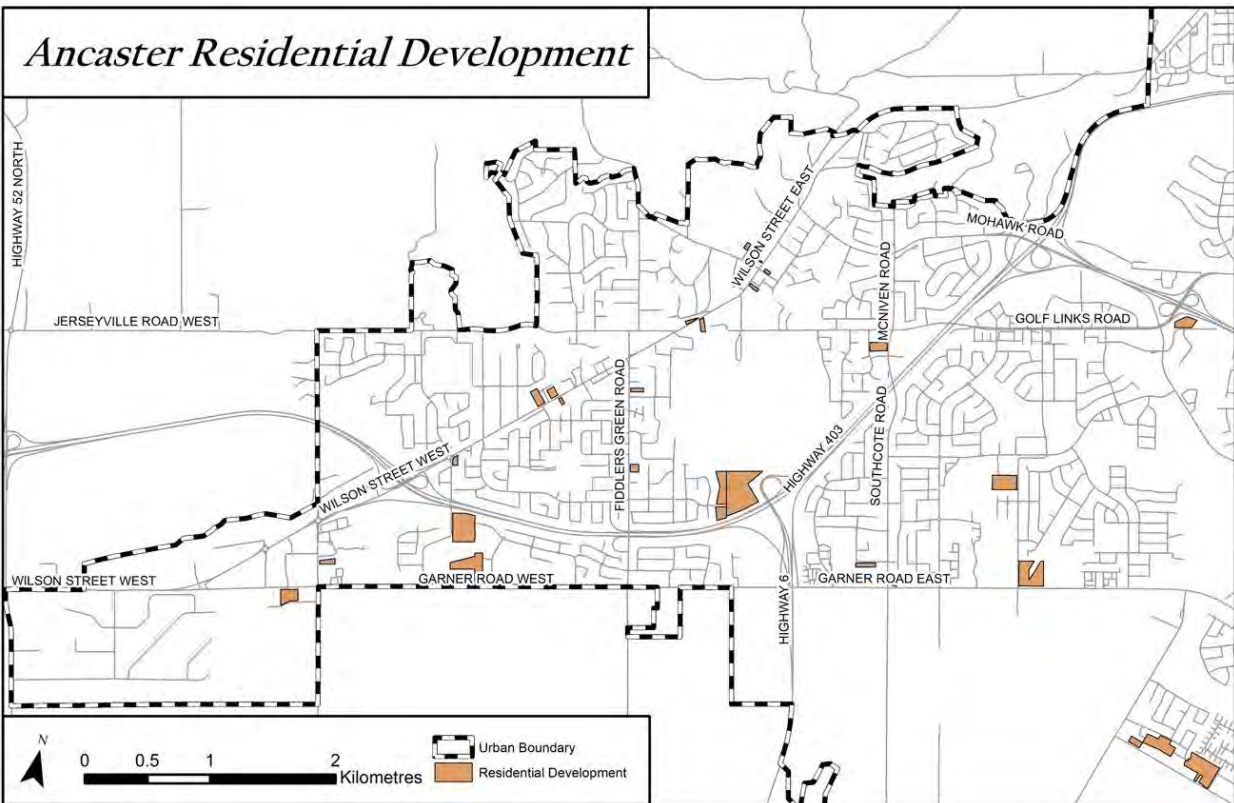 Ancaster Residential Development
HIGHWAY 52 NORTH
WILSON STREET EAST
MOHAWK ROAD
MCNIVEN ROAD
JERSEYVILLE ROAD WEST
GOLF LINKS ROAD
FIDDLERS GREEN ROAD
SOUTHCOTE ROAD
HIGHWAY 403
WILSON STREET WEST
WILSON STREET WEST
GARNER ROAD WEST
GARNER ROAD EAST
HIGHWAY 6
N
0 0.5 1 2
Kilometres
Urban Boundary
Residential Development